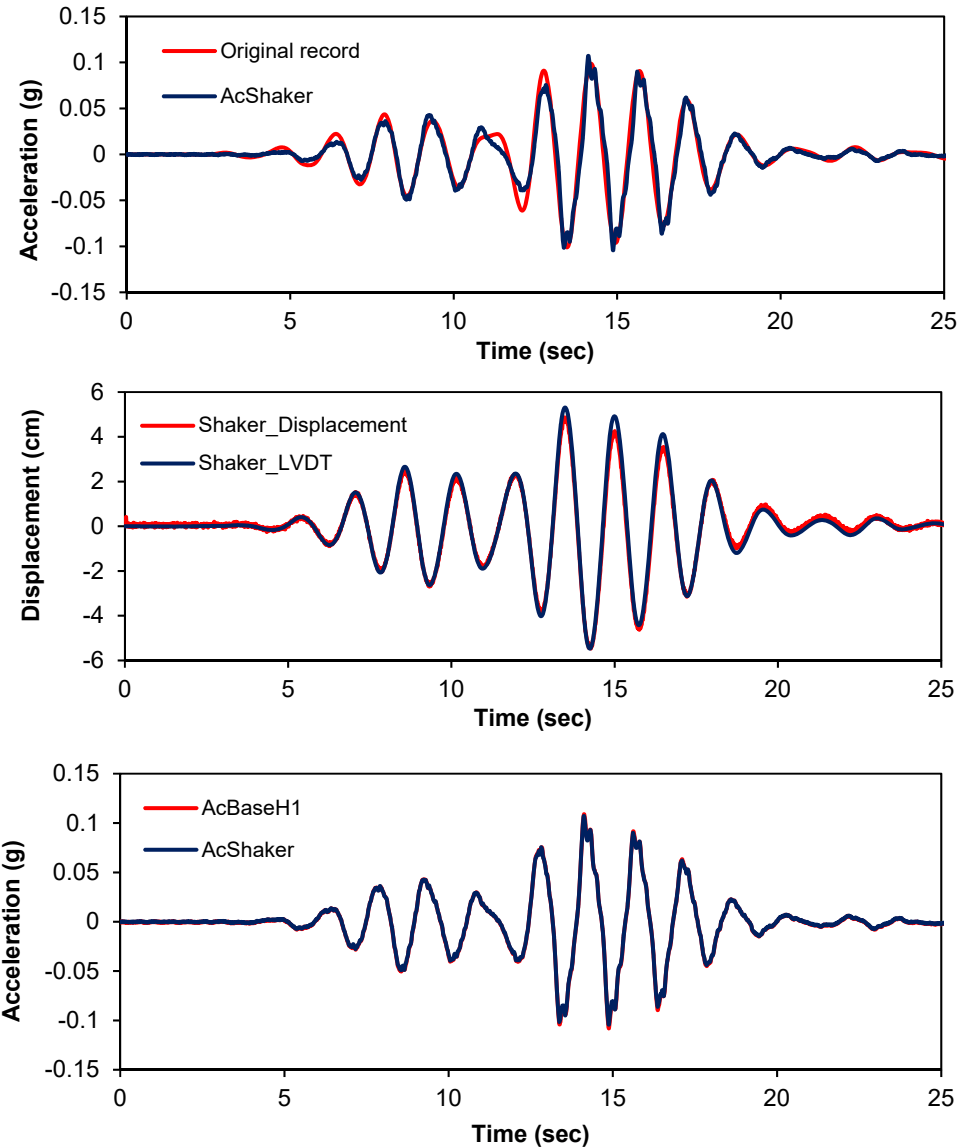 0.15
0.1
0.05
0
-0.05
-0.1
-0.15
Acceleration (g)
Original record
AcShaker
0 5 10 15 20 25
Time (sec)
6
4
2
0
-2
-4
-6
Displacement (cm)
Shaker_Displacement
Shaker_LVDT
0 5 10 15 20 25
Time (sec)
0.15
0.1
0.05
0
-0.05
-0.1
-0.15
Acceleration (g)
AcBaseH1
AcShaker
0 5 10 15 20 25
Time (sec)